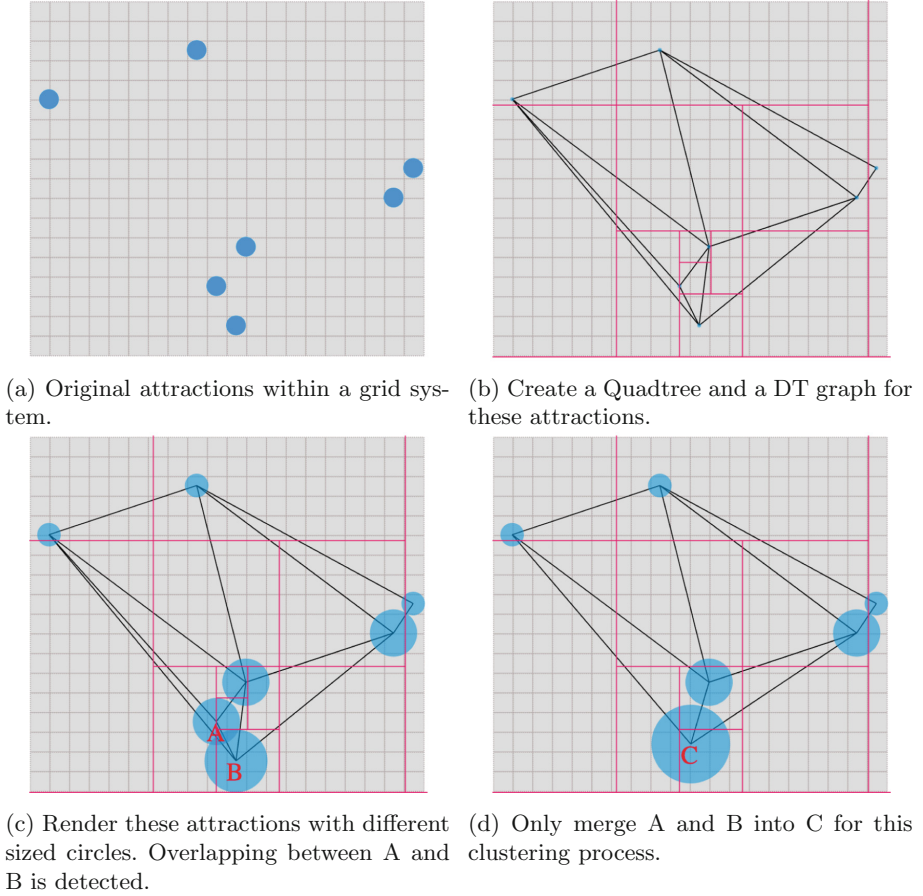 (a) Original attractions within a grid sys-
tem.
(b) Create a Quadtree and a DT graph for
these attractions.
A
B
C
(c) Render these attractions with different
sized circles. Overlapping between A and
B is detected.
(d) Only merge A and B into C for this
clustering process.